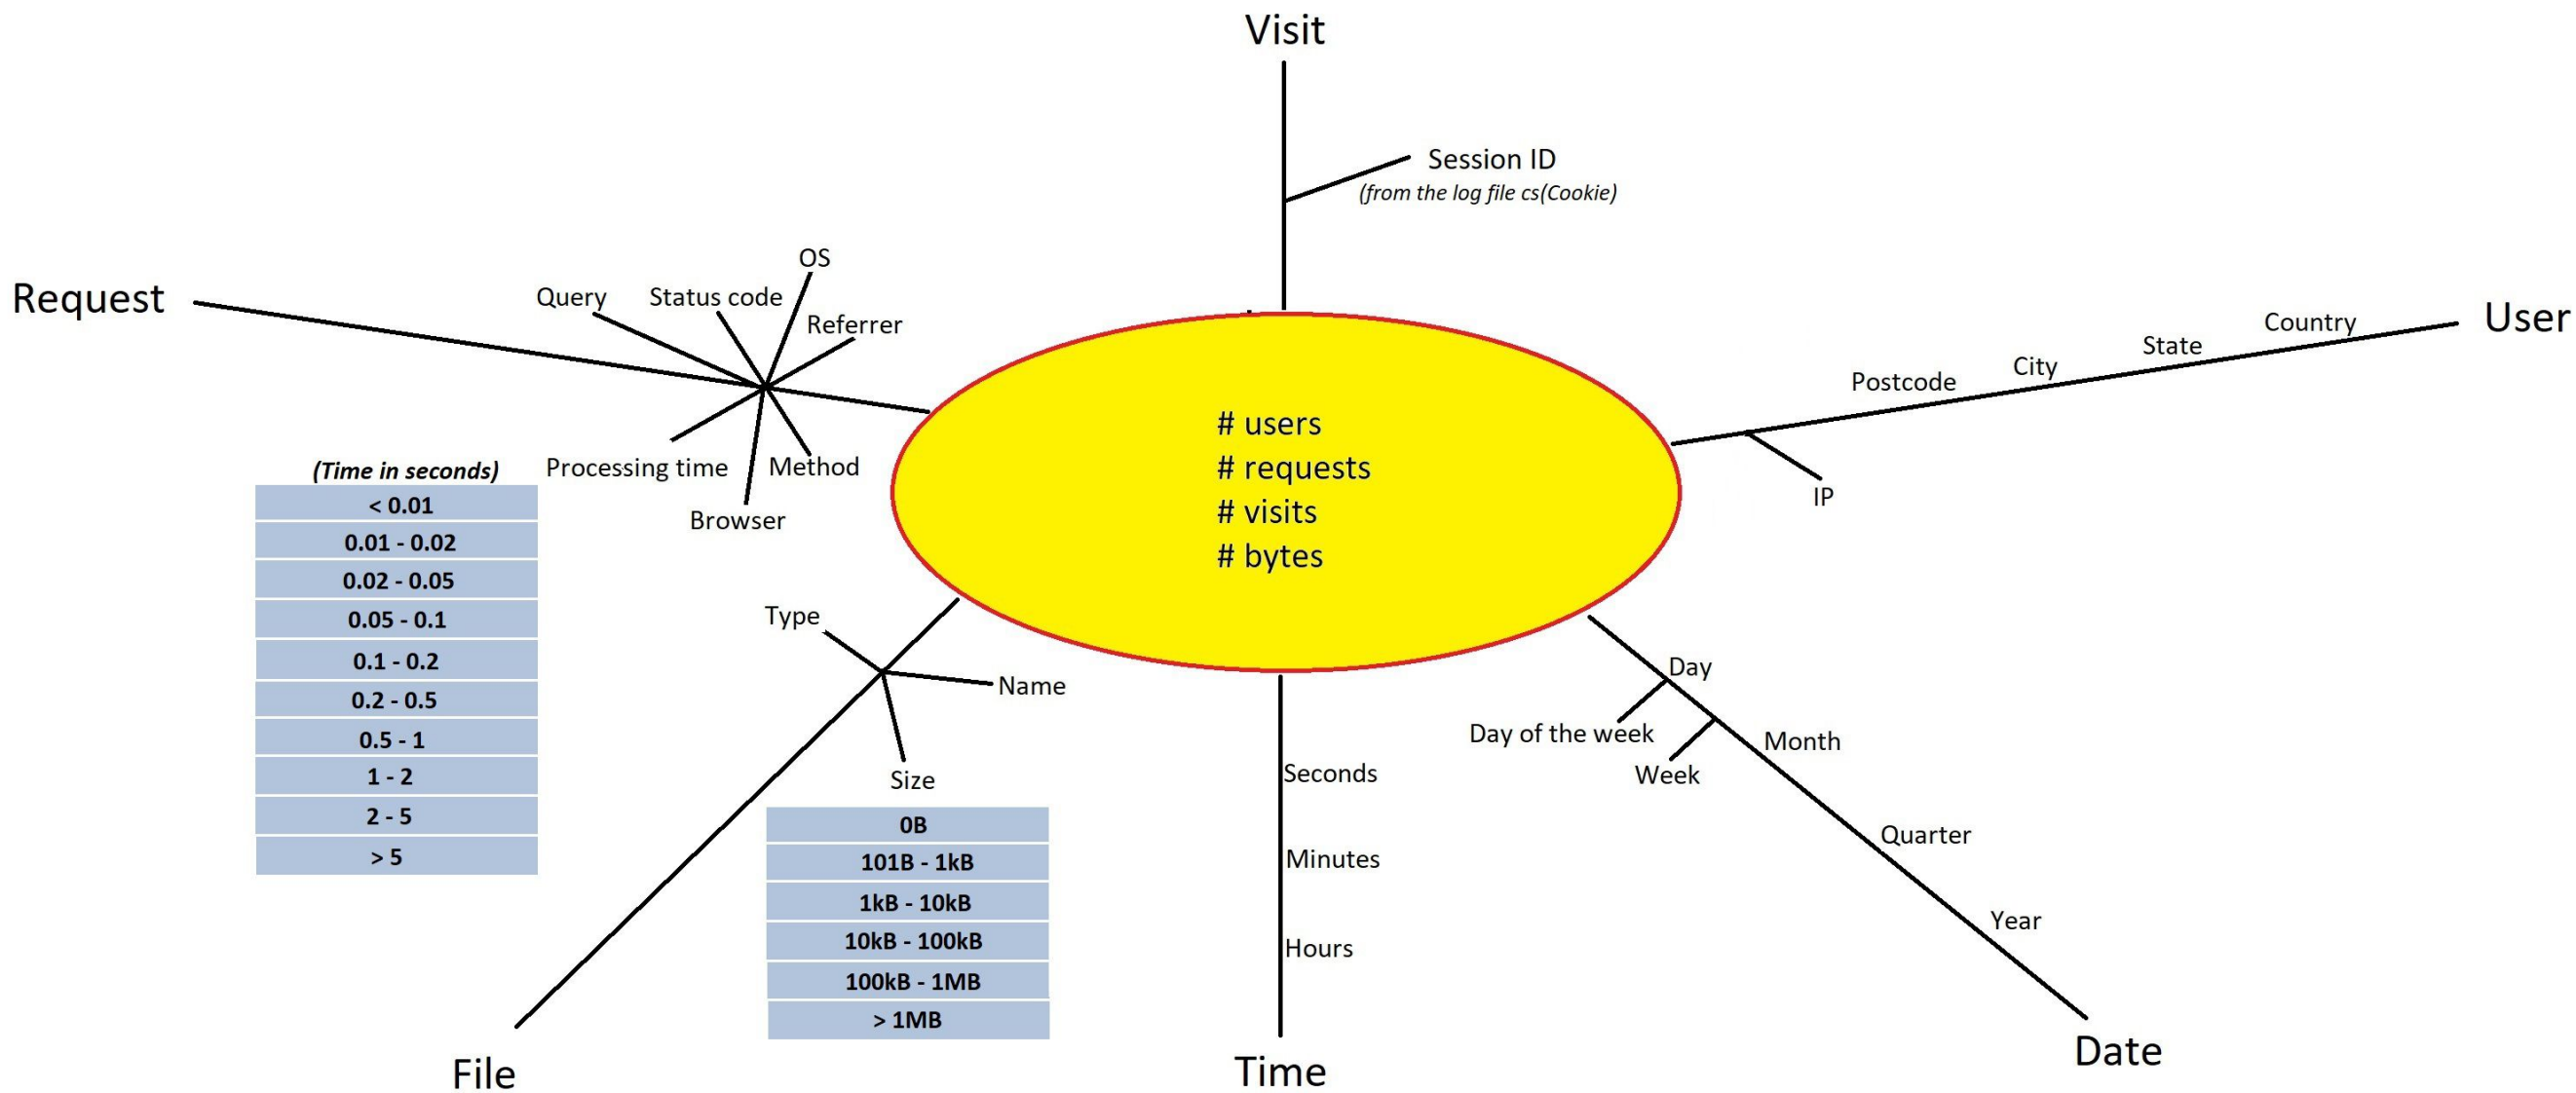 Visit
Session ID
(from the log file cs(Cookie)
Request
Query
Status code
OS
Referrer
Processing time
Method
Browser
(Time in seconds)
< 0.01
0.01 - 0.02
0.02 - 0.05
0.05 - 0.1
0.1 - 0.2
0.2 - 0.5
0.5 - 1
1 - 2
2 - 5
> 5
# users
# requests
# visits
# bytes
User
Country
State
City
Postcode
IP
Type
Name
Size
0B
101B - 1kB
1kB - 10kB
10kB - 100kB
100kB - 1MB
> 1MB
File
Seconds
Minutes
Hours
Time
Day
Day of the week
Week
Month
Quarter
Year
Date